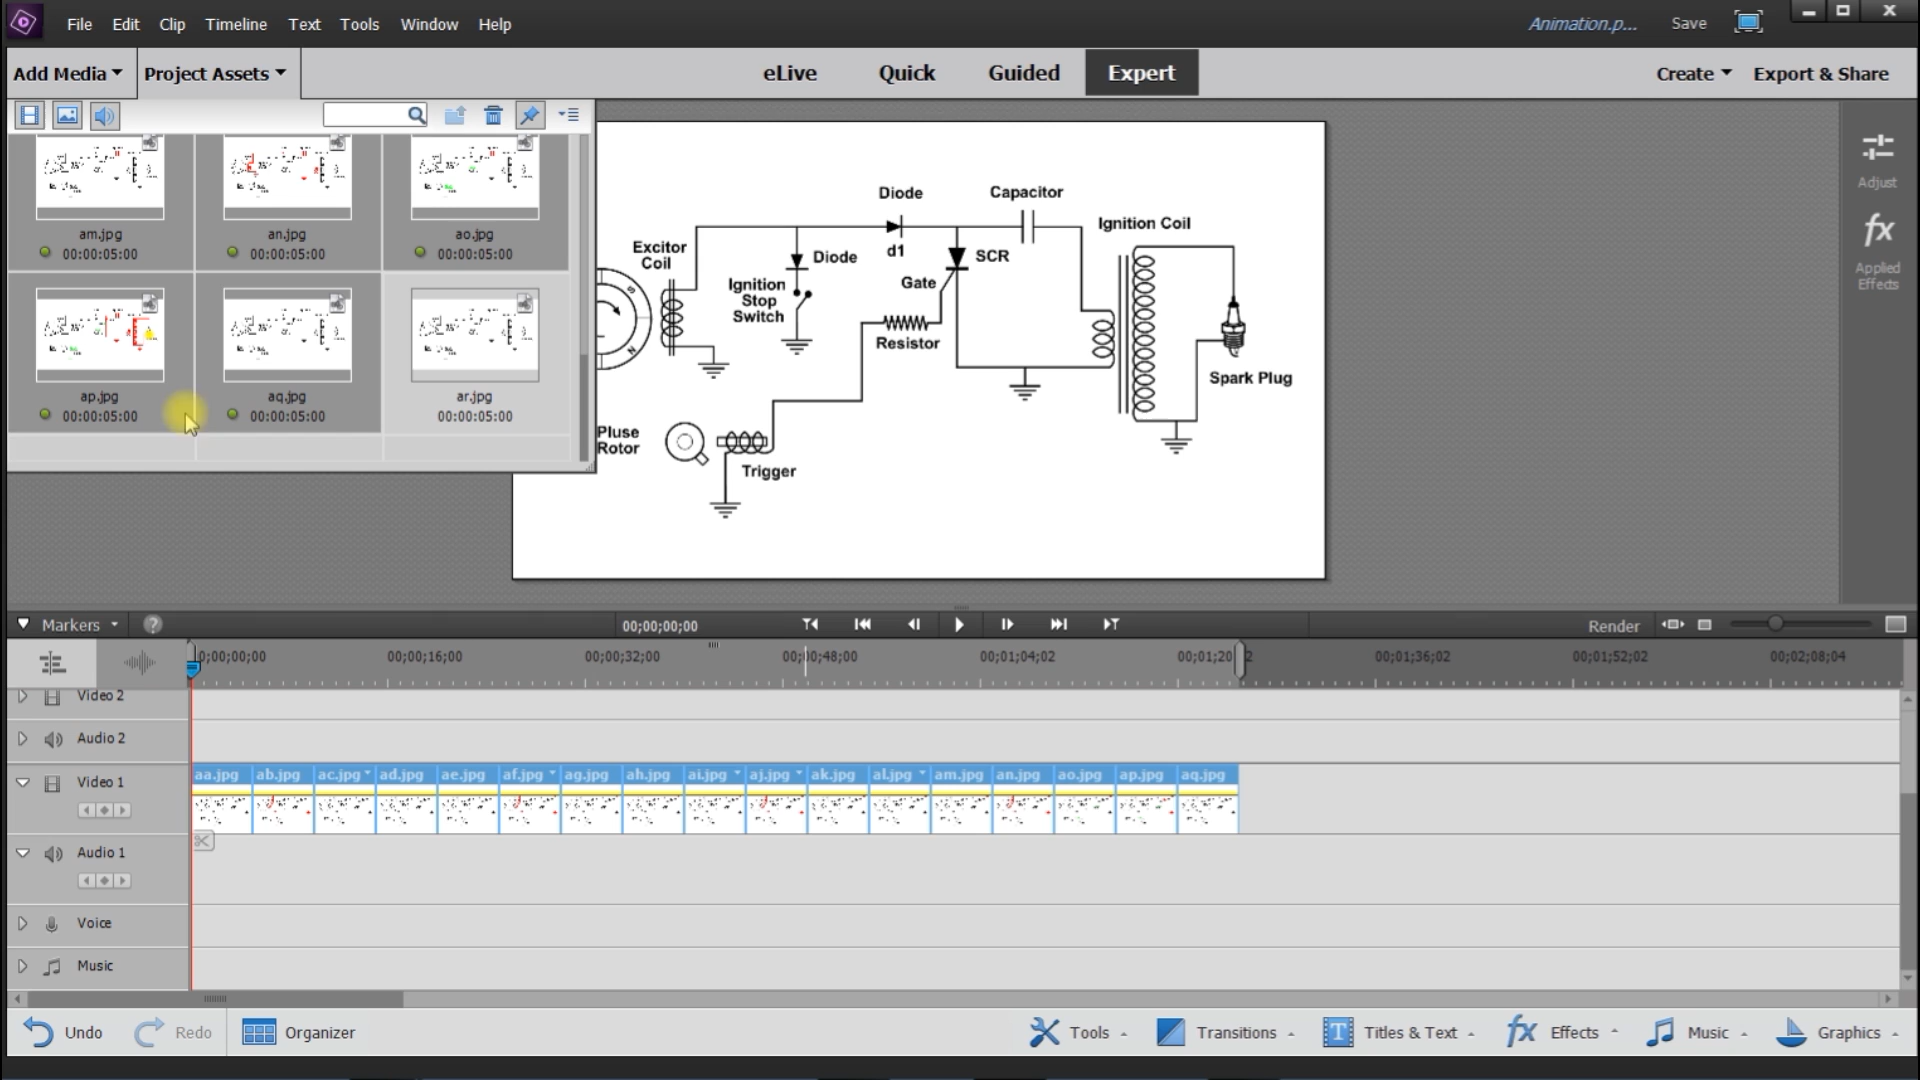 File Edit Clip Timeline Text Tools Window Help
Animation.p... Save
Add Media Project Assets
eLive Quick Guided Expert
Create Export & Share
am.jpg an.jpg ao.jpg
00:00:05:00 00:00:05:00 00:00:05:00
ap.jpg aq.jpg ar.jpg
00:00:05:00 00:00:05:00 00:00:05:00
Adjust
fx
Applied
Effects
Diode
Capacitor
Ignition Coil
Excitor
Coil
Diode
d1
SCR
Gate
Ignition
Stop
Switch
S
N
Resistor
Spark Plug
Pluse
Rotor
Trigger
Markers ? 00;00;00;00 Render
0;00;00;00 00;00;16;00 00;00;32;00 00;00;48;00 00;01;04;02 00;01;20 2 00;01;36;02 00;01;52;02 00;02;08;04
Video 2
Audio 2
Video 1
aa.jpg ab.jpg ac.jpg ad.jpg ae.jpg af.jpg ag.jpg ah.jpg ai.jpg aj.jpg ak.jpg al.jpg am.jpg an.jpg ao.jpg ap.jpg aq.jpg
Audio 1
Voice
Music
Undo Redo Organizer
Tools Transitions T Titles & Text fx Effects Music Graphics